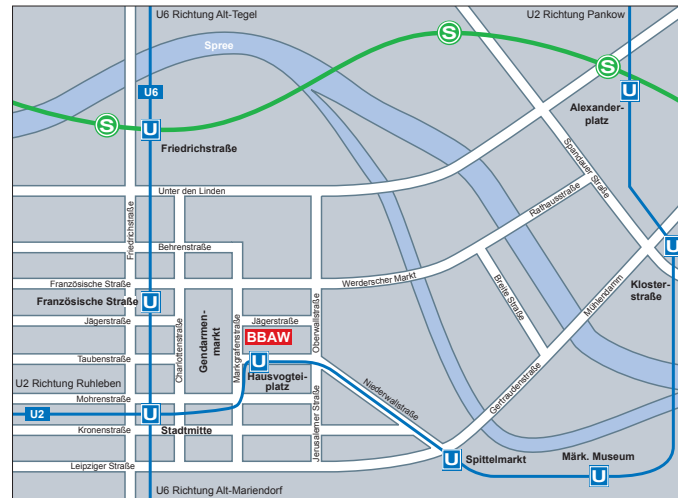 U6 Richtung Alt-Tegel
U2 Richtung Pankow
S
Spree
S
U6
U
Alexander-
platz
S
U
Friedrichstraße
Spandauer Straße
Unter den Linden
Rathausstraße
Friedrichstraße
Behrenstraße
U
Französische Straße
Werderscher Markt
Kloster-
straße
Breite Straße
Mühlendamm
Französische Straße
U
Jägerstraße
Charlottenstraße
Gendarmen-
markt
Markgrafenstraße
Jägerstraße
Oberwallstraße
BBAW
Taubenstraße
U
Hausvogtei-
platz
U2 Richtung Ruhleben
Niederwallstraße
Gertraudenstraße
Mohrenstraße
U2
U
Stadtmitte
Jerusalemer Straße
Kronenstraße
Leipziger Straße
U
Spittelmarkt
Märk. Museum
U
U6 Richtung Alt-Mariendorf